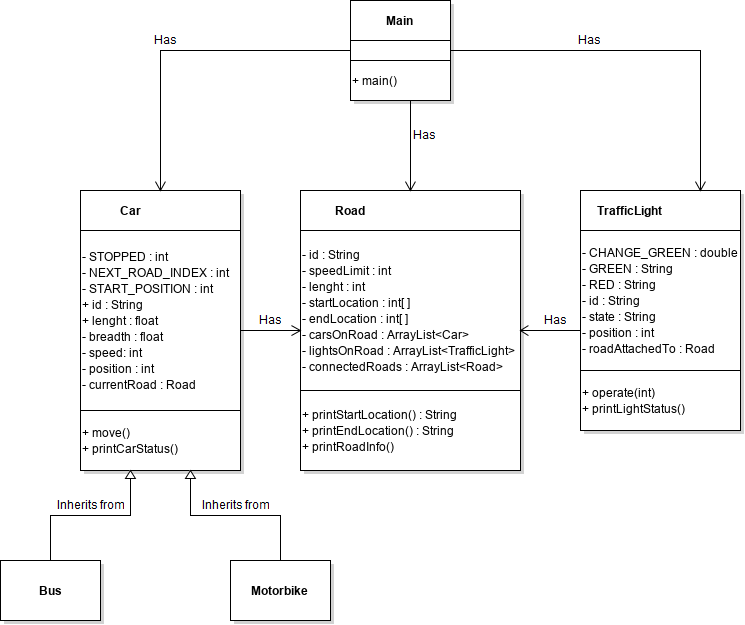 Main
+ main()
Has
Has
Has
Car
- STOPPED : int
- NEXT_ROAD_INDEX : int
- START_POSITION : int
+ id : String
+ lenght : float
- breadth : float
- speed: int
- position : int
- currentRoad : Road
+ move()
+ printCarStatus()
Has
Road
- id : String
- speedLimit : int
- lenght : int
- startLocation : int[ ]
- endLocation : int[ ]
- carsOnRoad : ArrayList<Car>
- lightsOnRoad : ArrayList<TrafficLight>
- connectedRoads : ArrayList<Road>
+ printStartLocation() : String
+ printEndLocation() : String
+ printRoadInfo()
Has
TrafficLight
- CHANGE_GREEN : double
- GREEN : String
- RED : String
- id : String
- state : String
- position : int
- roadAttachedTo : Road
+ operate(int)
+ printLightStatus()
Inherits from
Inherits from
Bus
Motorbike